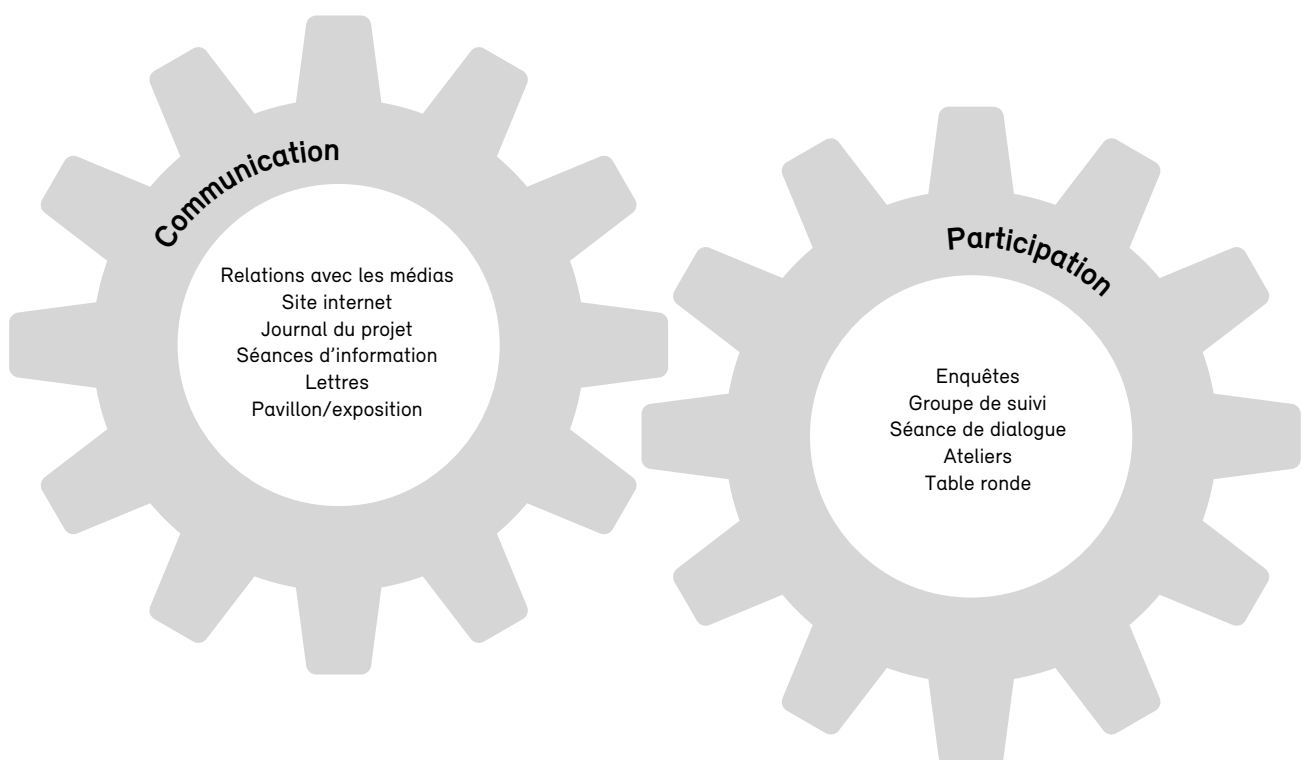 Communication
Relations avec les médias
Site internet
Journal du projet
Séances d’information
Lettres
Pavillon/exposition
Participation
Enquêtes
Groupe de suivi
Séance de dialogue
Ateliers
Table ronde